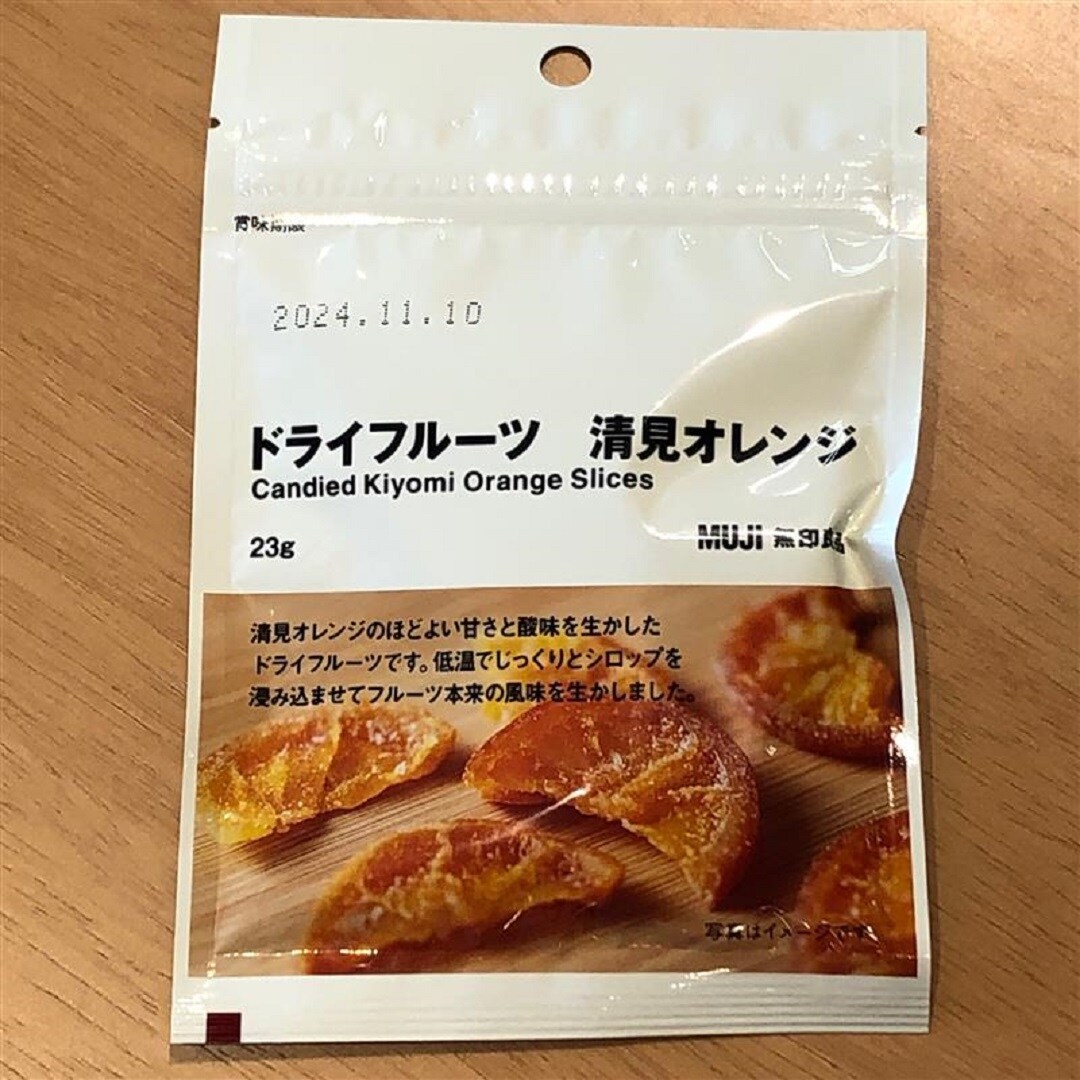 賞味期限
2024.11.10
ドライフルーツ 清見オレンジ
Candied Kiyomi Orange Slices
23g
MUJI 無印良品
清見オレンジのほどよい甘さと酸味を生かした
ドライフルーツです。低温でじっくりとシロップを
浸み込ませてフルーツ本来の風味を生かしました。
写真はイメージです